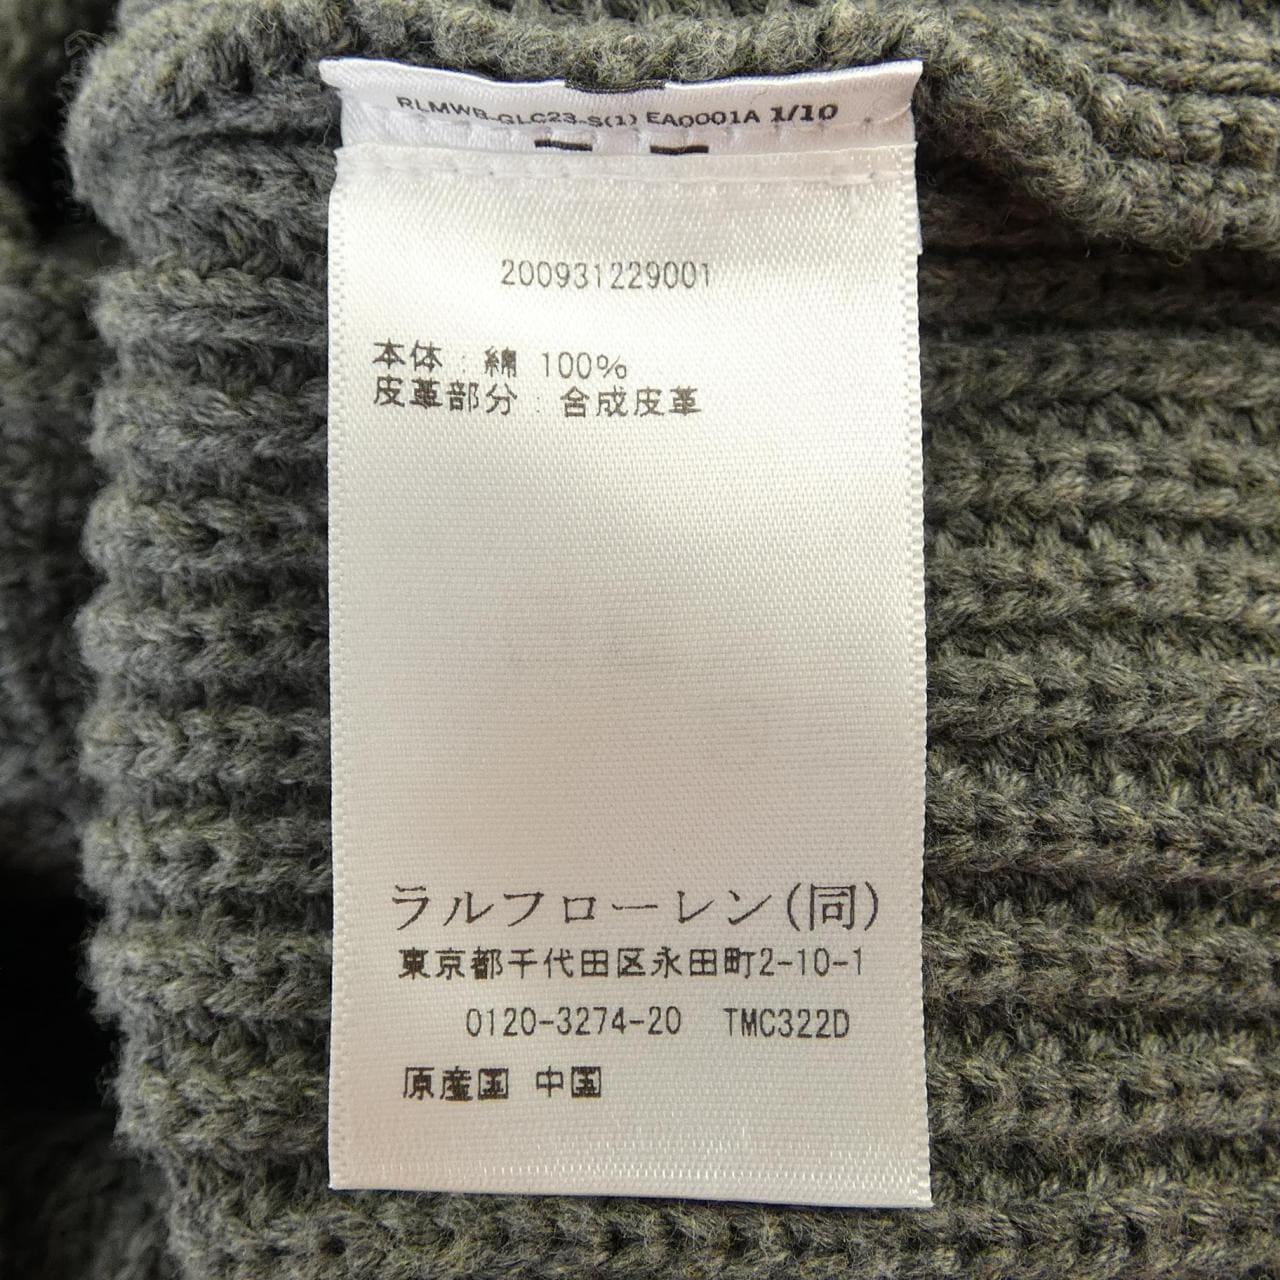 RLMWB-GLC23-S(1) EA0001A 1/10
200931229001
本体：綿 100%
皮革部分：合成皮革
ラルフローレン(同)
東京都千代田区永田町2-10-1
0120-3274-20 TMC322D
原産国 中国